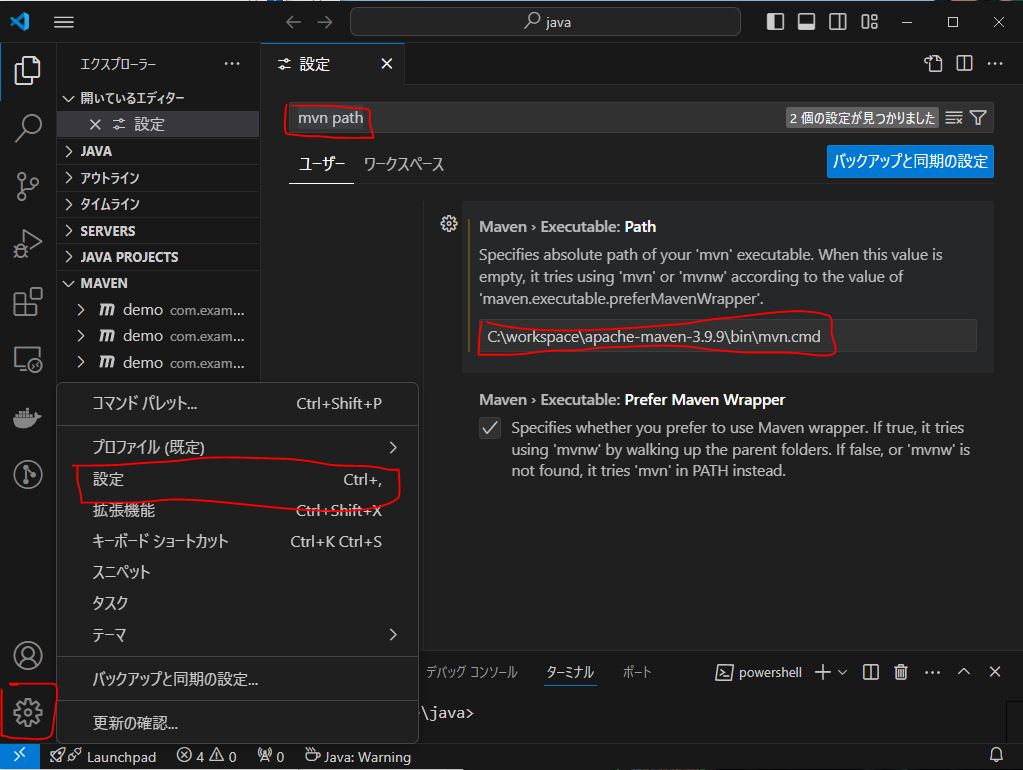 java
エクスプローラー
開いているエディター
設定
JAVA
アウトライン
タイムライン
SERVERS
JAVA PROJECTS
MAVEN
demo com.exam...
demo com.exam...
demo com.exam...
設定
mvn path
2 個の設定が見つかりました
ユーザー ワークスペース
バックアップと同期の設定
Maven › Executable: Path
Specifies absolute path of your 'mvn' executable. When this value is
empty, it tries using 'mvn' or 'mvnw' according to the value of
'maven.executable.preferMavenWrapper'.
C:\workspace\apache-maven-3.9.9\bin\mvn.cmd
Maven › Executable: Prefer Maven Wrapper
Specifies whether you prefer to use Maven wrapper. If true, it tries
using 'mvnw' by walking up the parent folders. If false, or 'mvnw' is
not found, it tries 'mvn' in PATH instead.
コマンド パレット... Ctrl+Shift+P
プロファイル (既定)
設定 Ctrl+,
拡張機能 Ctrl+Shift+X
キーボード ショートカット Ctrl+K Ctrl+S
スニペット
タスク
テーマ
バックアップと同期の設定...
更新の確認...
デバッグ コンソール ターミナル ポート powershell
\java>
Launchpad 4 0 0 Java: Warning